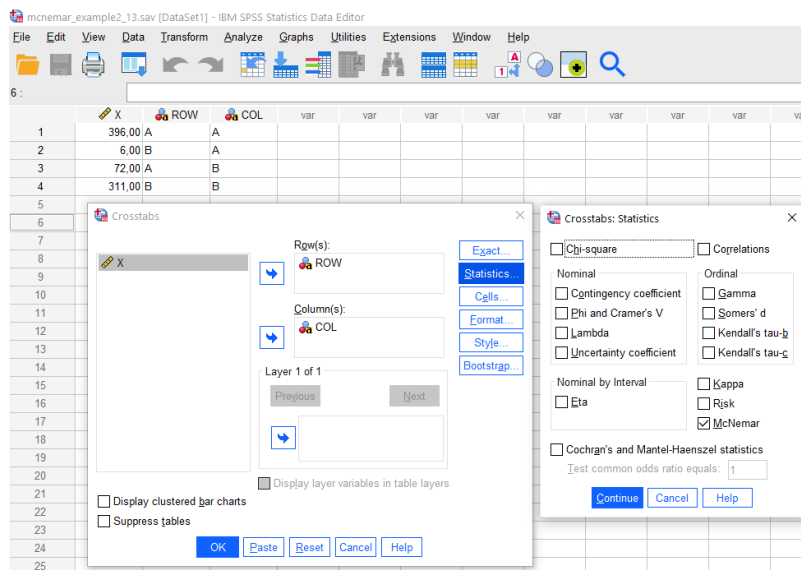 mcnemar_example2_13.sav [DataSet1] - IBM SPSS Statistics Data Editor
File Edit View Data Transform Analyze Graphs Utilities Extensions Window Help
A
14
a
6 :
X ROW COL var var var var var var var va
1 396,00 A A
2 6,00 B A
3 72,00 A B
4 311,00 B B
5
6
7
8
9
10
11
12
13
14
15
16
17
18
19
20
21
22
23
24
25
Crosstabs
X
Row(s):
ROW
Column(s):
COL
Layer 1 of 1
Previous Next
Display layer variables in table layers
Display clustered bar charts
Suppress tables
Exact...
Statistics...
Cells...
Format...
Style...
Bootstrap...
OK Paste Reset Cancel Help
Crosstabs: Statistics
Chi-square Correlations
Nominal
Contingency coefficient
Phi and Cramer's V
Lambda
Uncertainty coefficient
Ordinal
Gamma
Somers' d
Kendall's tau-b
Kendall's tau-c
Nominal by Interval
Eta
Kappa
Risk
McNemar
Cochran's and Mantel-Haenszel statistics
Test common odds ratio equals: 1
Continue Cancel Help